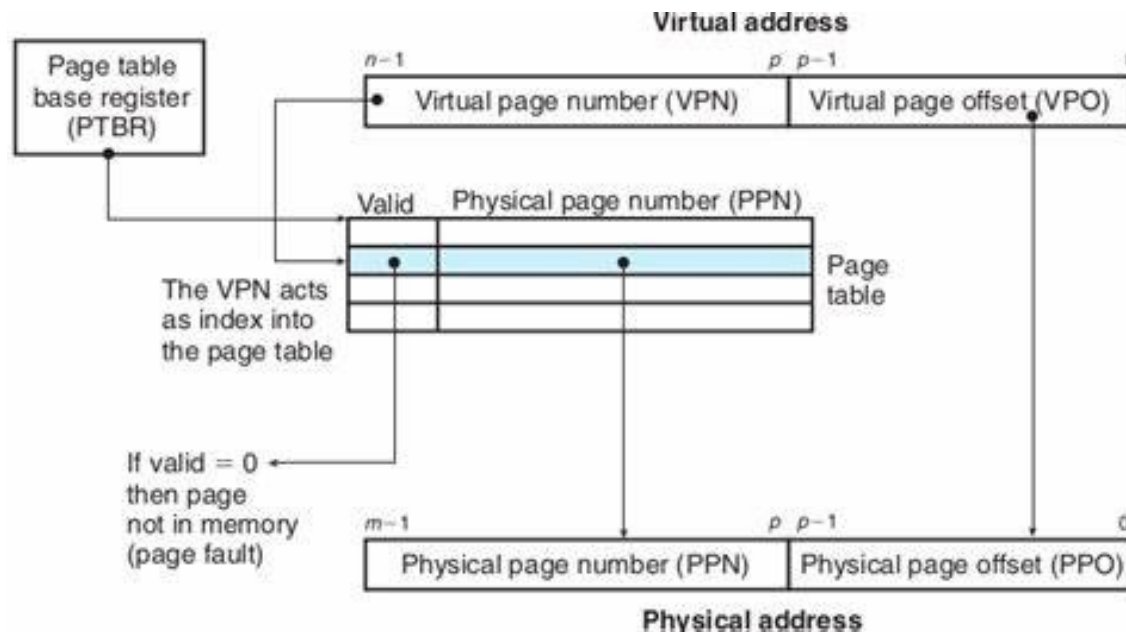 Virtual address
Page table
base register
(PTBR)
n−1
p
p−1
Virtual page number (VPN)
Virtual page offset (VPO)
Valid
Physical page number (PPN)
Page
table
The VPN acts
as index into
the page table
If valid = 0
then page
not in memory
(page fault)
m−1
p
p−1
0
Physical page number (PPN)
Physical page offset (PPO)
Physical address